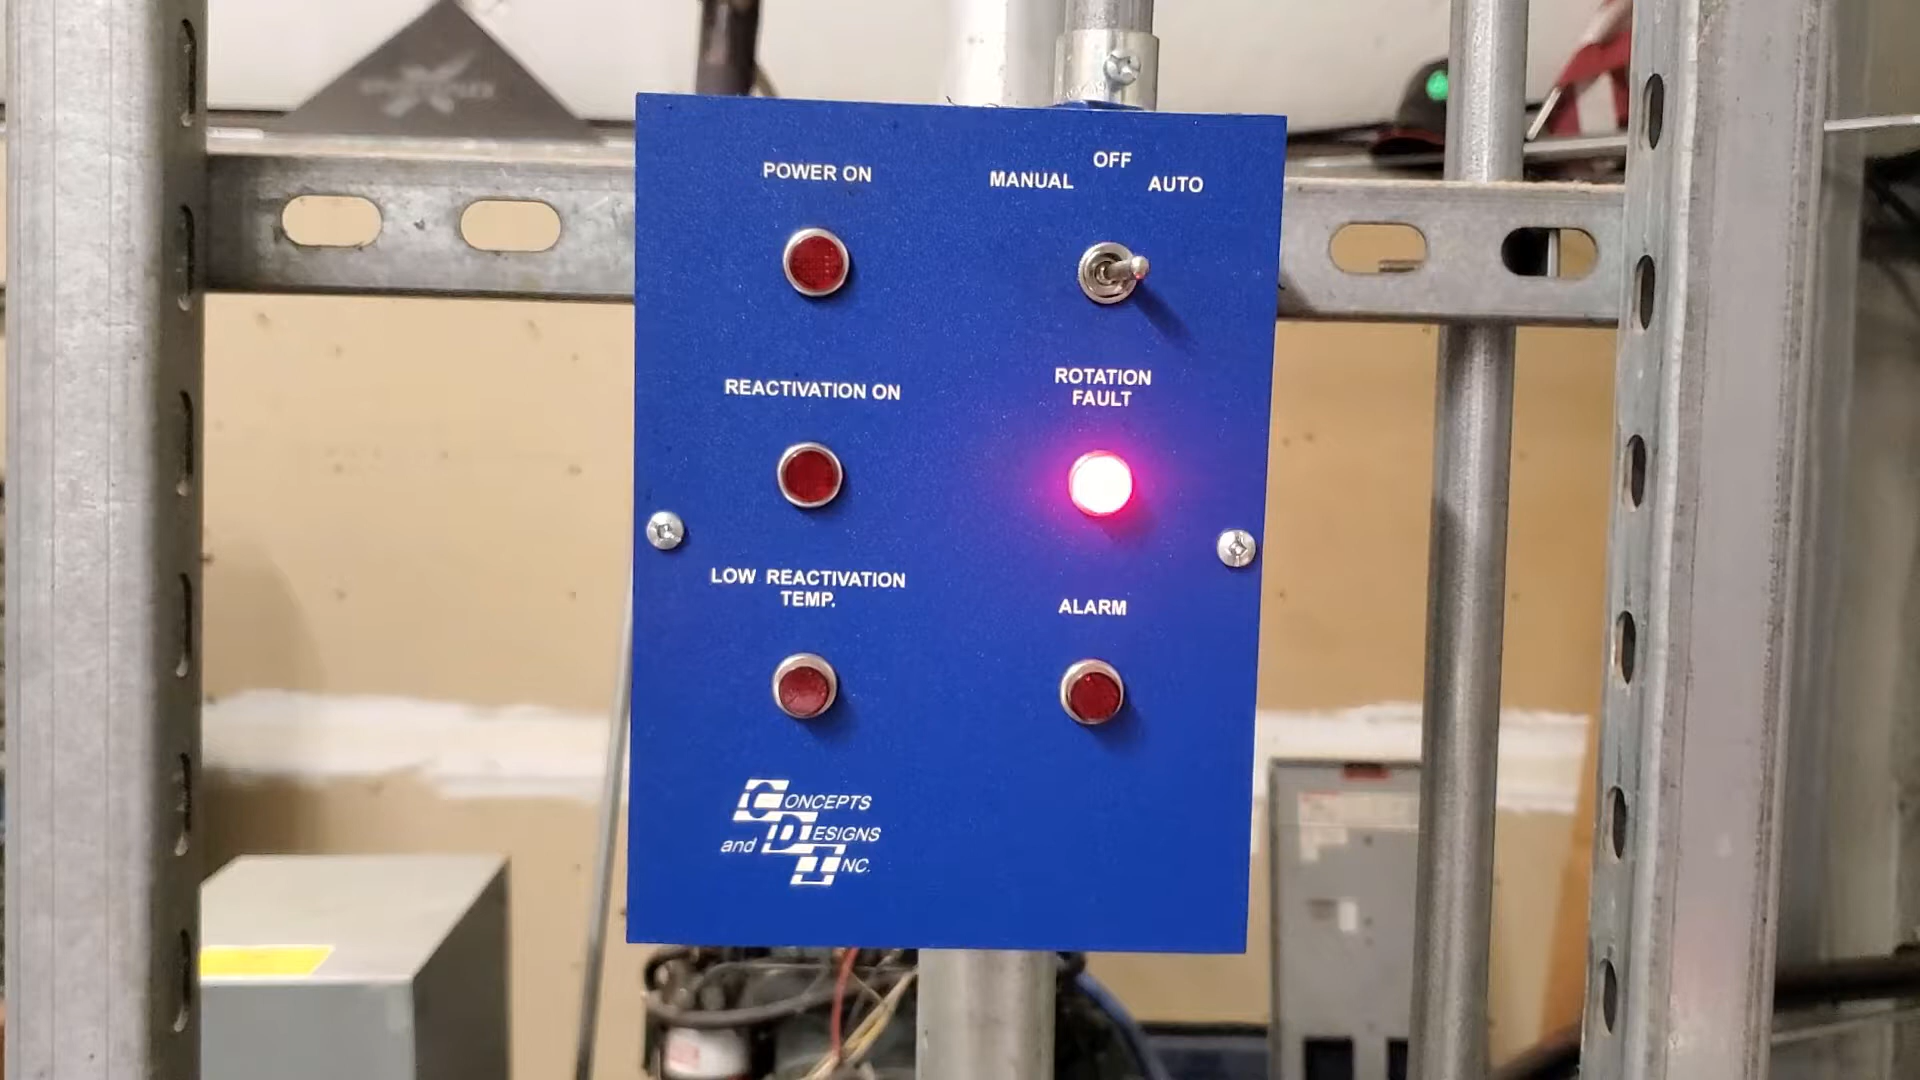 POWER ON
OFF
MANUAL
AUTO
REACTIVATION ON
ROTATION
FAULT
LOW REACTIVATION
TEMP.
ALARM
CONCEPTS
and DESIGNS
INC.